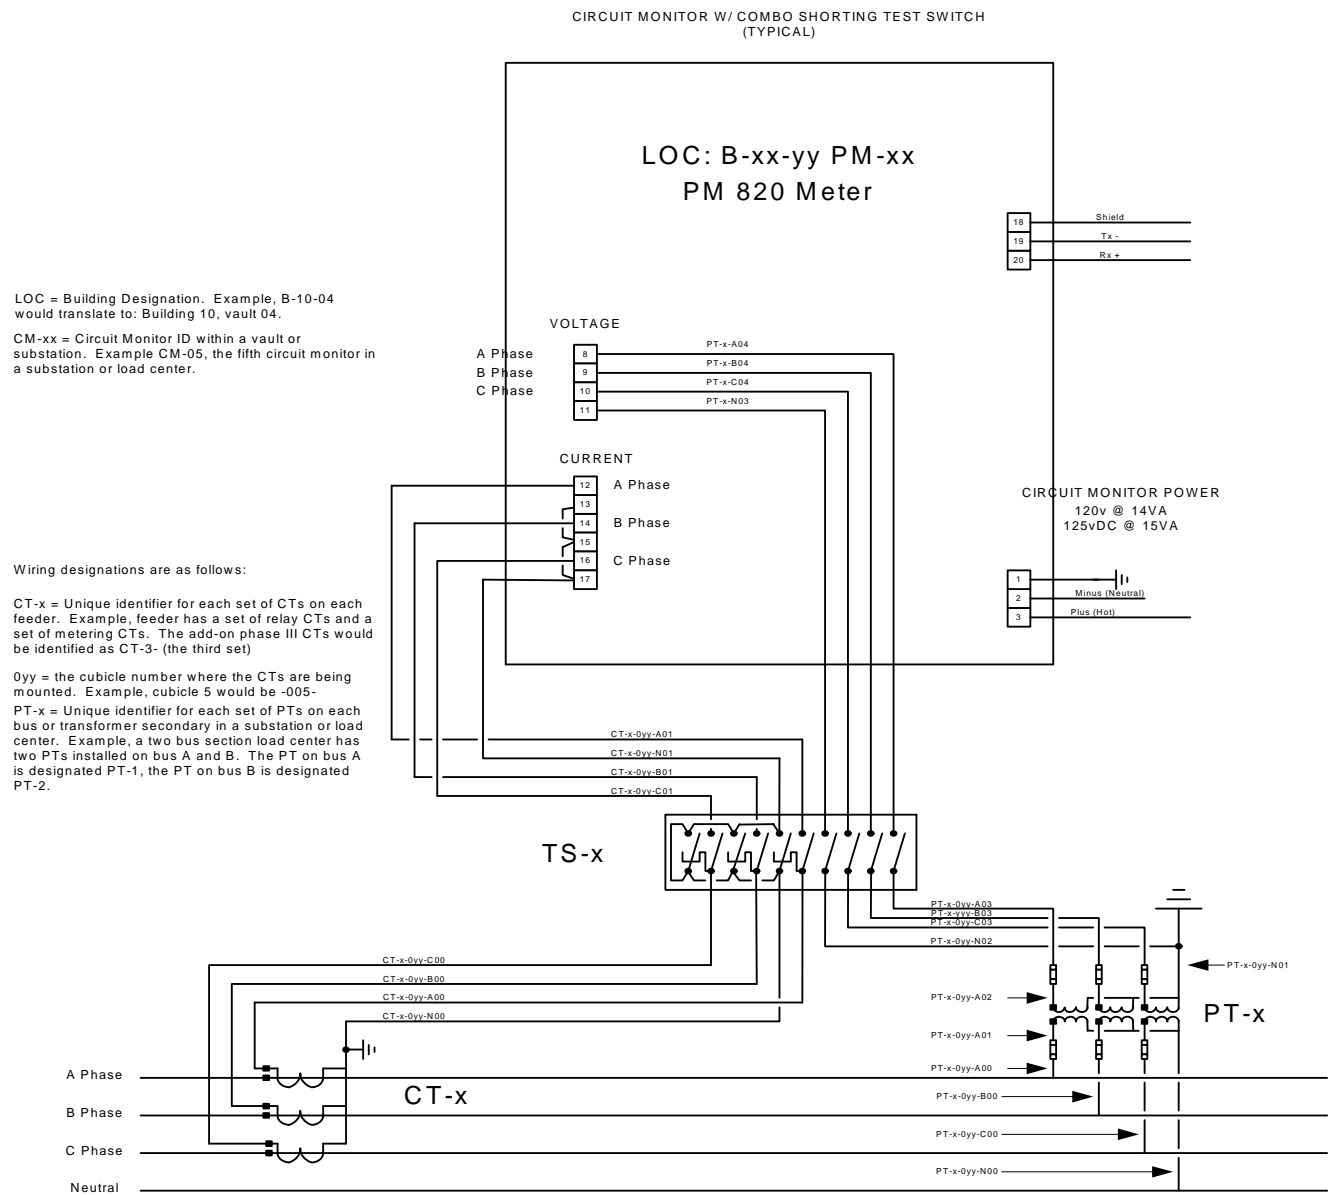 CIRCUIT MONITOR W/ COMBO SHORTING TEST SWITCH
(TYPICAL)
LOC: B-xx-yy PM-xx
PM 820 Meter
18
Shield
19
Tx -
20
Rx +
LOC = Building Designation. Example, B-10-04
would translate to: Building 10, vault 04.
CM-xx = Circuit Monitor ID within a vault or
substation. Example CM-05, the fifth circuit monitor in
a substation or load center.
VOLTAGE
A Phase
8
PT-x-A04
B Phase
9
PT-x-B04
C Phase
10
PT-x-C04
11
PT-x-N03
CURRENT
12
A Phase
13
14
B Phase
15
16
C Phase
17
CIRCUIT MONITOR POWER
120v @ 14VA
125vDC @ 15VA
1
2
Minus (Neutral)
3
Plus (Hot)
Wiring designations are as follows:
CT-x = Unique identifier for each set of CTs on each
feeder. Example, feeder has a set of relay CTs and a
set of metering CTs. The add-on phase III CTs would
be identified as CT-3- (the third set)
0yy = the cubicle number where the CTs are being
mounted. Example, cubicle 5 would be -005-
PT-x = Unique identifier for each set of PTs on each
bus or transformer secondary in a substation or load
center. Example, a two bus section load center has
two PTs installed on bus A and B. The PT on bus A
is designated PT-1, the PT on bus B is designated
PT-2.
CT-x-0yy-A01
CT-x-0yy-N01
CT-x-0yy-B01
CT-x-0yy-C01
TS-x
PT-x-0yy-A03
PT-x-yyy-B03
PT-x-0yy-C03
PT-x-0yy-N02
CT-x-0yy-C00
CT-x-0yy-B00
CT-x-0yy-A00
CT-x-0yy-N00
PT-x-0yy-N01
PT-x-0yy-A02
PT-x
PT-x-0yy-A01
PT-x-0yy-A00
A Phase
CT-x
PT-x-0yy-B00
B Phase
PT-x-0yy-C00
C Phase
PT-x-0yy-N00
Neutral